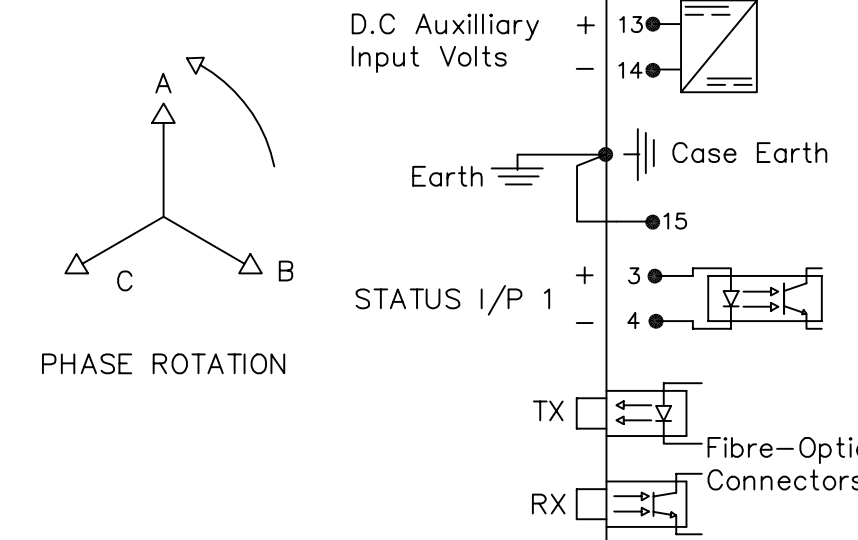 D.C Auxilliary
Input Volts
+ 13
− 14
A
Earth
Case Earth
15
C
B
STATUS I/P 1
+ 3
− 4
PHASE ROTATION
TX
Fibre−Optic
Connectors
RX